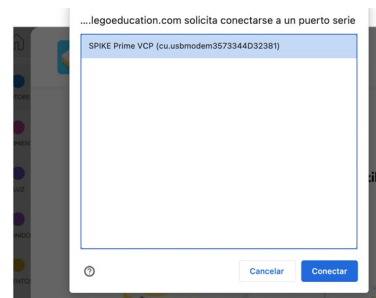 ....legoeducation.com solicita conectarse a un puerto serie
SPIKE Prime VCP (cu.usbmodem3573344D32381)
Cancelar
Conectar